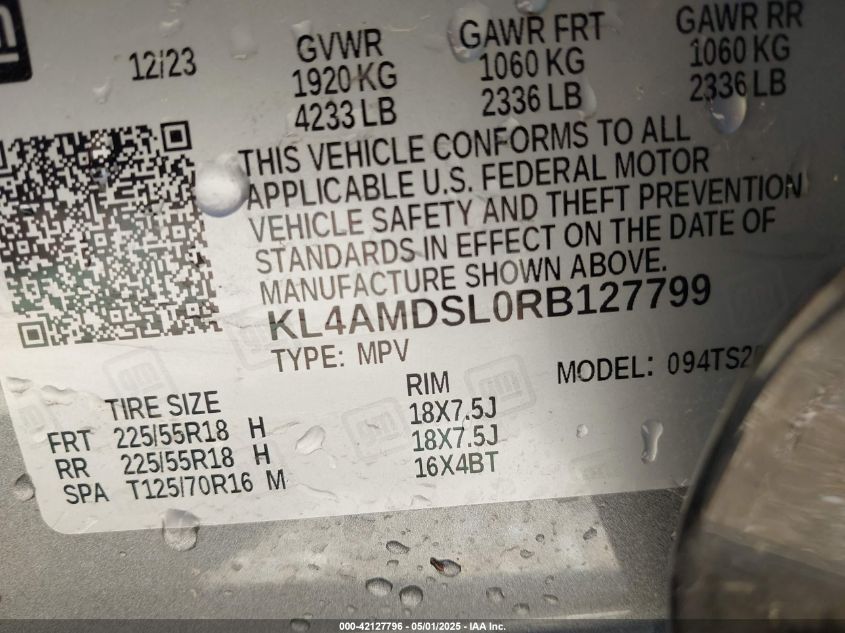 gm
12/23
GVWR
1920 KG
4233 LB
GAWR FRT
1060 KG
2336 LB
GAWR RR
1060 KG
2336 LB
THIS VEHICLE CONFORMS TO ALL
APPLICABLE U.S. FEDERAL MOTOR
VEHICLE SAFETY AND THEFT PREVENTION
STANDARDS IN EFFECT ON THE DATE OF
MANUFACTURE SHOWN ABOVE.
KL4AMDSL0RB127799
TYPE: MPV
MODEL:
TIRE SIZE RIM
FRT 225/55R18 H 18X7.5J
RR 225/55R18 H 18X7.5J
SPA T125/70R16 M 16X4BT
000-42127796 - 05/01/2025 - IAA Inc.